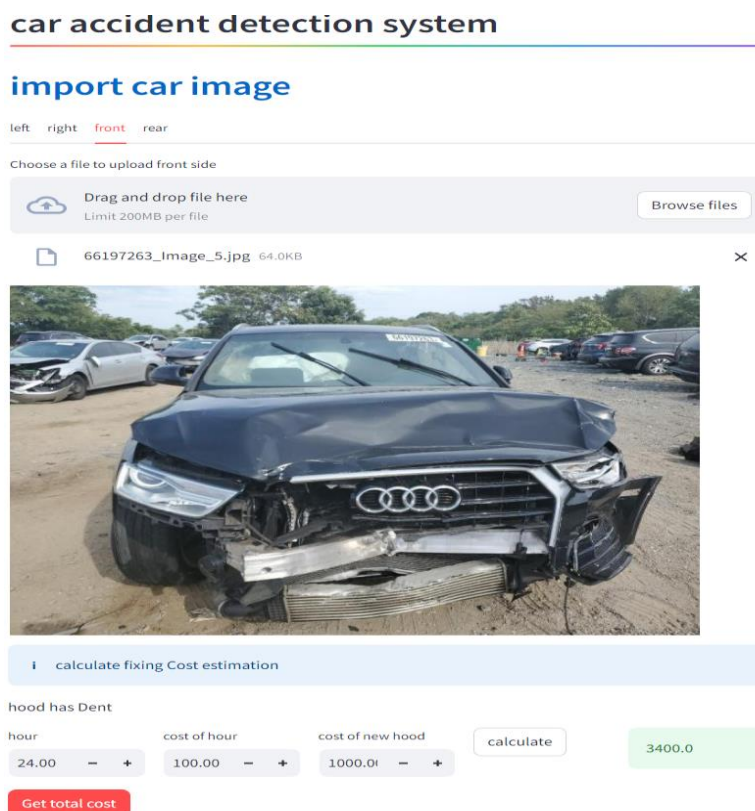 car accident detection system
import car image
left right front rear
Choose a file to upload front side
Drag and drop file here
Limit 200MB per file
Browse files
66197263_Image_5.jpg 64.0KB
calculate fixing Cost estimation
hood has Dent
hour cost of hour cost of new hood
calculate
3400.0
24.00 − + 100.00 − + 1000.0 − +
Get total cost